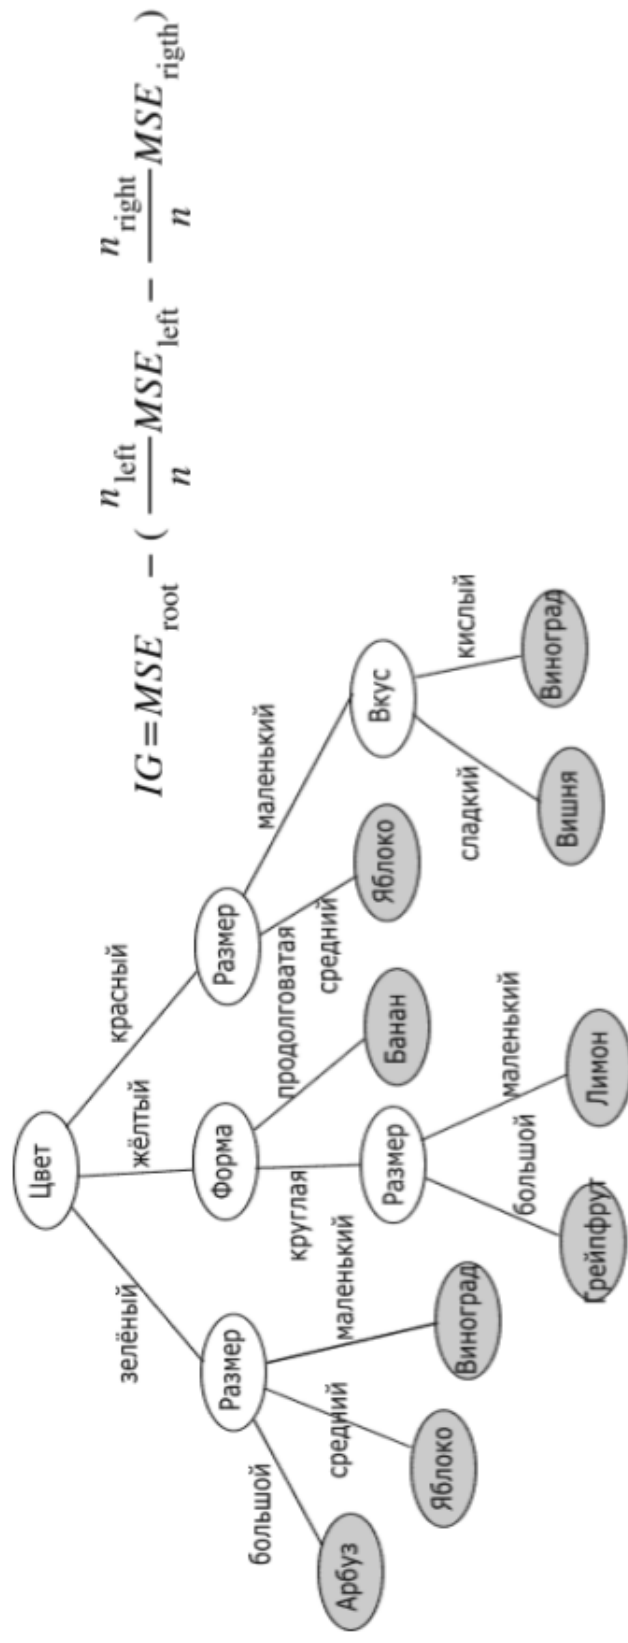 IG = MSE_root − ( n_left/n MSE_left − n_right/n MSE_rigth )
Цвет
зелёный
жёлтый
красный
Размер
Форма
Размер
большой
средний
маленький
круглая
продолговатая
средний
маленький
Арбуз
Яблоко
Виноград
Размер
Банан
Яблоко
Вкус
большой
маленький
сладкий
кислый
Грейпфрут
Лимон
Вишня
Виноград